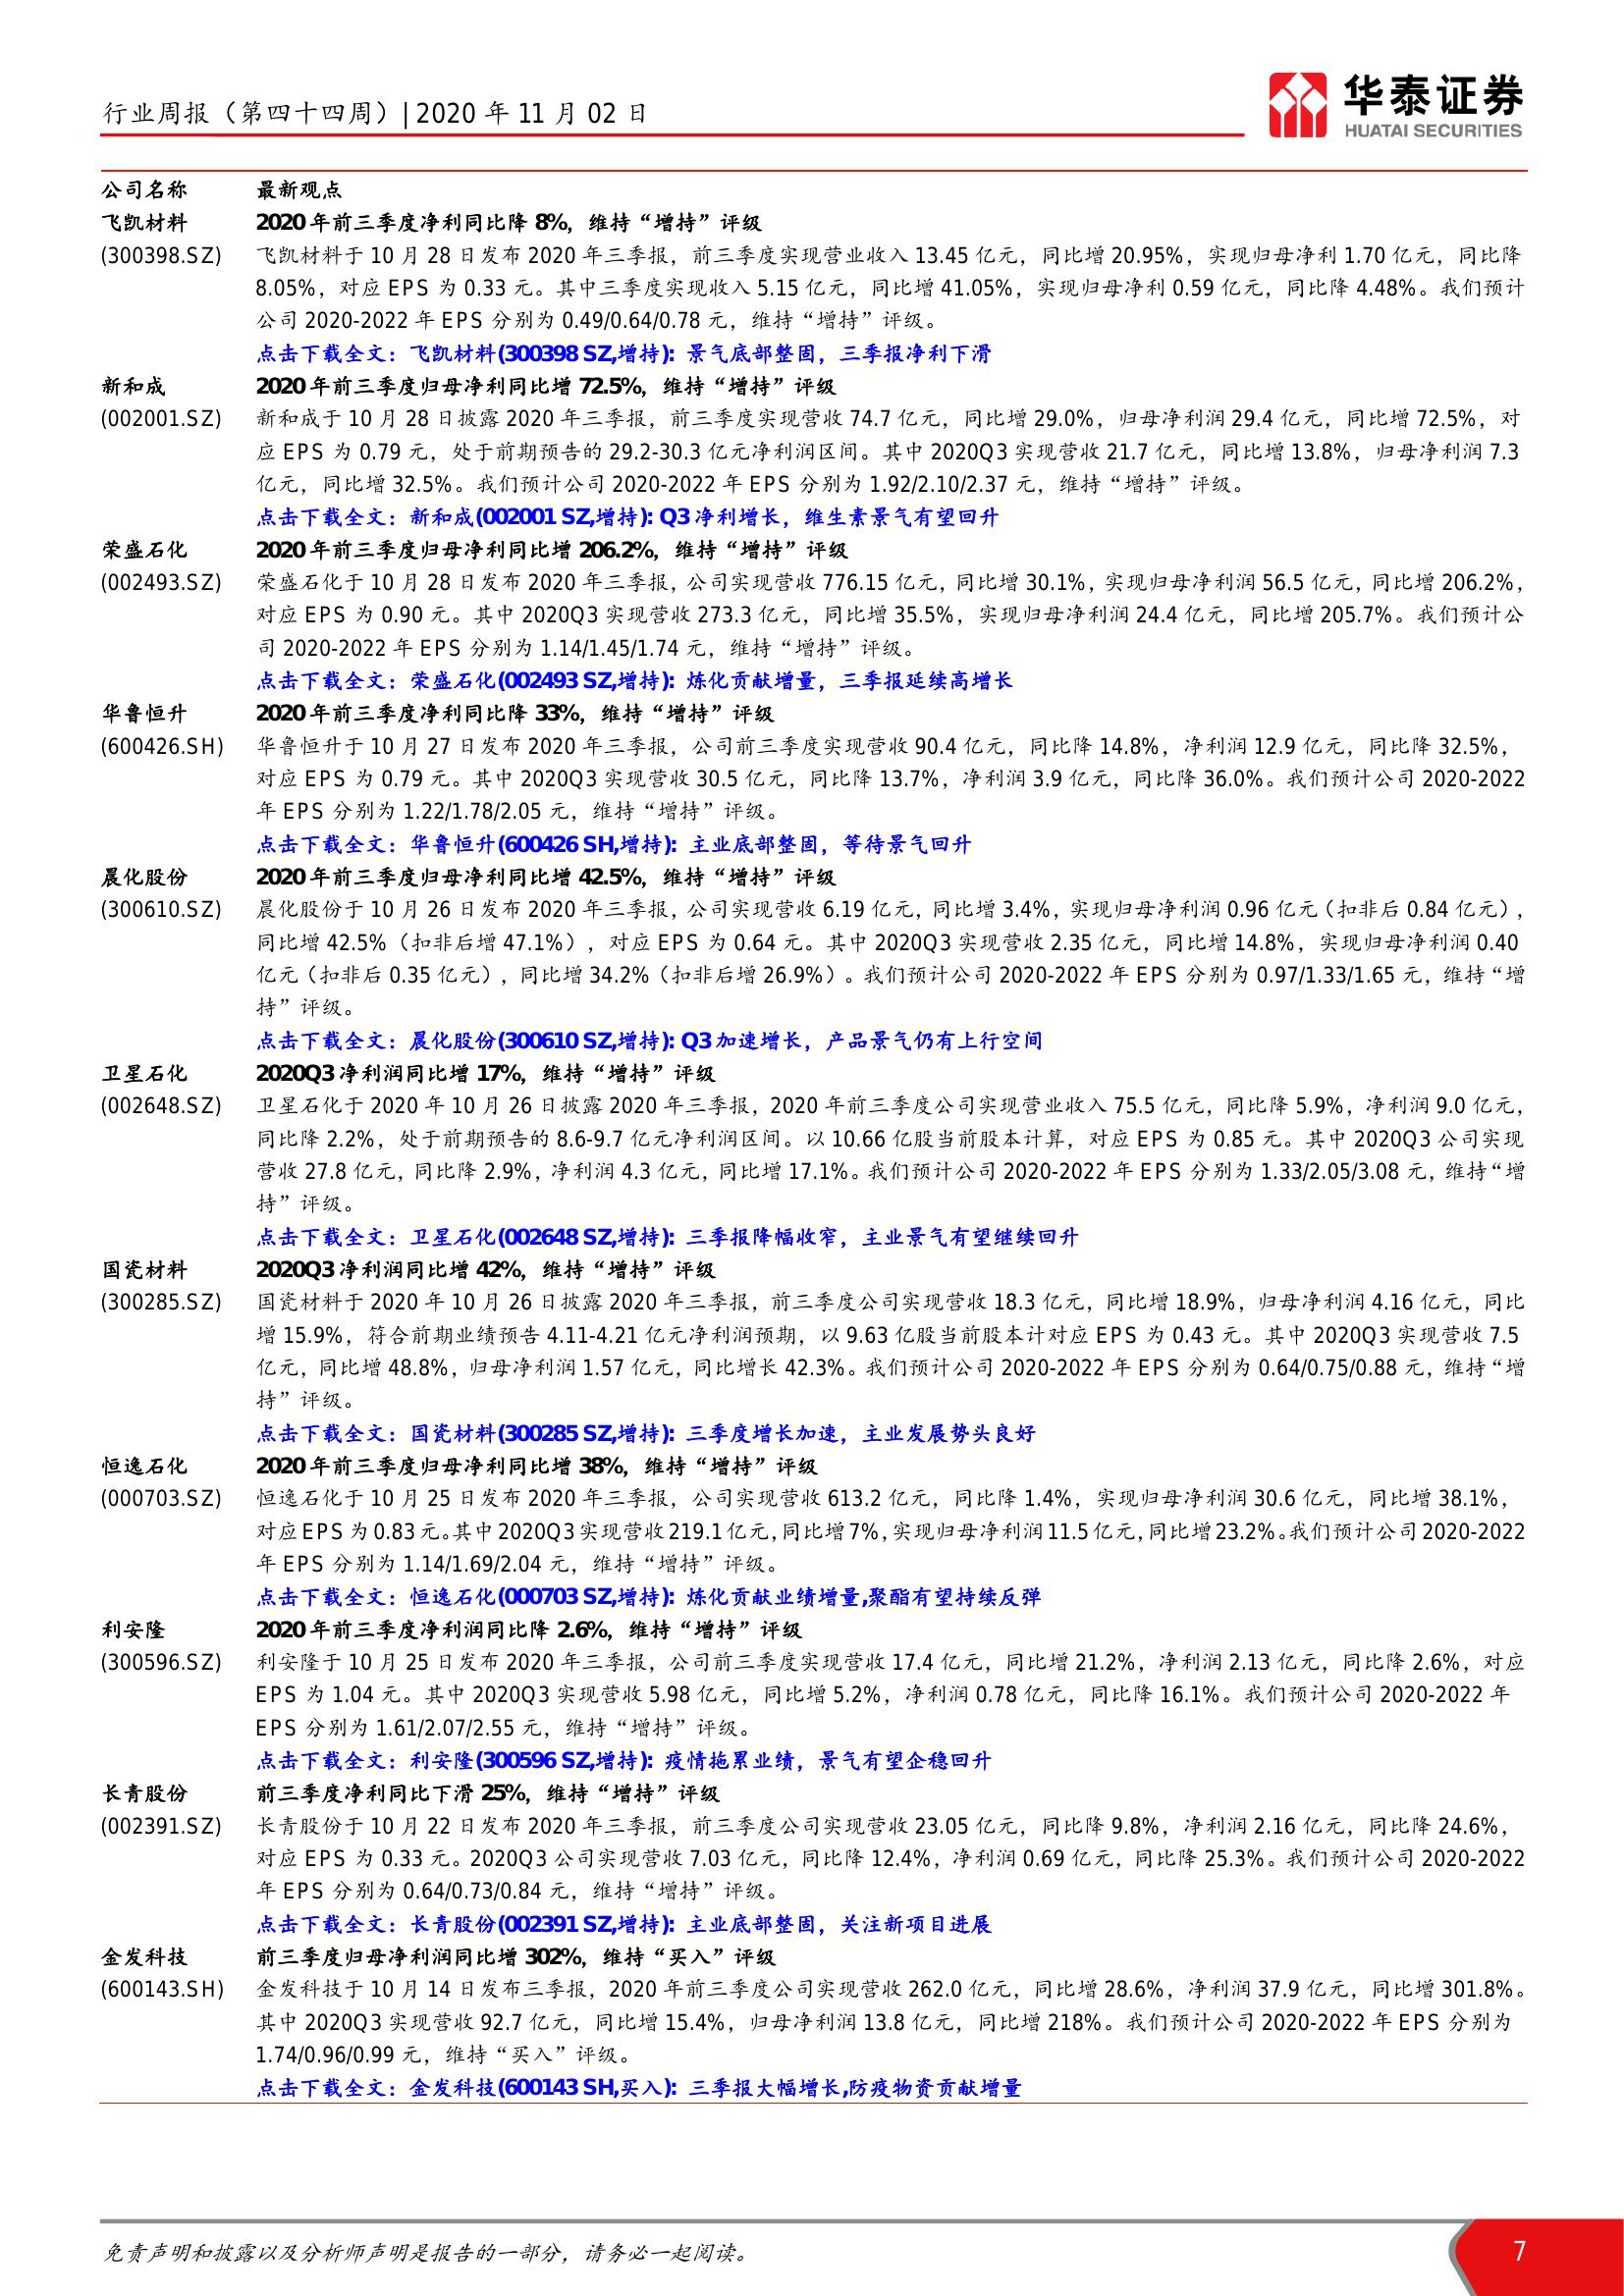 行业周报（第四十四周）| 2020 年 11 月 02 日
华泰证券
HUATAI SECURITIES
公司名称 最新观点
飞凯材料 2020 年前三季度净利同比降 8%，维持“增持”评级
(300398.SZ) 飞凯材料于 10 月 28 日发布 2020 年三季报，前三季度实现营业收入 13.45 亿元，同比增 20.95%，实现归母净利 1.70 亿元，同比降
8.05%，对应 EPS 为 0.33 元。其中三季度实现收入 5.15 亿元，同比增 41.05%，实现归母净利 0.59 亿元，同比降 4.48%。我们预计
公司 2020-2022 年 EPS 分别为 0.49/0.64/0.78 元，维持“增持”评级。
点击下载全文：飞凯材料(300398 SZ,增持): 景气底部整固，三季报净利下滑
新和成 2020 年前三季度归母净利同比增 72.5%，维持“增持”评级
(002001.SZ) 新和成于 10 月 28 日披露 2020 年三季报，前三季度实现营收 74.7 亿元，同比增 29.0%，归母净利润 29.4 亿元，同比增 72.5%，对
应 EPS 为 0.79 元，处于前期预告的 29.2-30.3 亿元净利润区间。其中 2020Q3 实现营收 21.7 亿元，同比增 13.8%，归母净利润 7.3
亿元，同比增 32.5%。我们预计公司 2020-2022 年 EPS 分别为 1.92/2.10/2.37 元，维持“增持”评级。
点击下载全文：新和成(002001 SZ,增持): Q3 净利增长，维生素景气有望回升
荣盛石化 2020 年前三季度归母净利同比增 206.2%，维持“增持”评级
(002493.SZ) 荣盛石化于 10 月 28 日发布 2020 年三季报，公司实现营收 776.15 亿元，同比增 30.1%，实现归母净利润 56.5 亿元，同比增 206.2%，
对应 EPS 为 0.90 元。其中 2020Q3 实现营收 273.3 亿元，同比增 35.5%，实现归母净利润 24.4 亿元，同比增 205.7%。我们预计公
司 2020-2022 年 EPS 分别为 1.14/1.45/1.74 元，维持“增持”评级。
点击下载全文：荣盛石化(002493 SZ,增持): 炼化贡献增量，三季报延续高增长
华鲁恒升 2020 年前三季度净利同比降 33%，维持“增持”评级
(600426.SH) 华鲁恒升于 10 月 27 日发布 2020 年三季报，公司前三季度实现营收 90.4 亿元，同比降 14.8%，净利润 12.9 亿元，同比降 32.5%，
对应 EPS 为 0.79 元。其中 2020Q3 实现营收 30.5 亿元，同比降 13.7%，净利润 3.9 亿元，同比降 36.0%。我们预计公司 2020-2022
年 EPS 分别为 1.22/1.78/2.05 元，维持“增持”评级。
点击下载全文：华鲁恒升(600426 SH,增持): 主业底部整固，等待景气回升
晨化股份 2020 年前三季度归母净利同比增 42.5%，维持“增持”评级
(300610.SZ) 晨化股份于 10 月 26 日发布 2020 年三季报，公司实现营收 6.19 亿元，同比增 3.4%，实现归母净利润 0.96 亿元（扣非后 0.84 亿元），
同比增 42.5%（扣非后增 47.1%），对应 EPS 为 0.64 元。其中 2020Q3 实现营收 2.35 亿元，同比增 14.8%，实现归母净利润 0.40
亿元（扣非后 0.35 亿元），同比增 34.2%（扣非后增 26.9%）。我们预计公司 2020-2022 年 EPS 分别为 0.97/1.33/1.65 元，维持“增
持”评级。
点击下载全文：晨化股份(300610 SZ,增持): Q3 加速增长，产品景气仍有上行空间
卫星石化 2020Q3 净利润同比增 17%，维持“增持”评级
(002648.SZ) 卫星石化于 2020 年 10 月 26 日披露 2020 年三季报，2020 年前三季度公司实现营业收入 75.5 亿元，同比降 5.9%，净利润 9.0 亿元，
同比降 2.2%，处于前期预告的 8.6-9.7 亿元净利润区间。以 10.66 亿股当前股本计算，对应 EPS 为 0.85 元。其中 2020Q3 公司实现
营收 27.8 亿元，同比降 2.9%，净利润 4.3 亿元，同比增 17.1%。我们预计公司 2020-2022 年 EPS 分别为 1.33/2.05/3.08 元，维持“增
持”评级。
点击下载全文：卫星石化(002648 SZ,增持): 三季报降幅收窄，主业景气有望继续回升
国瓷材料 2020Q3 净利润同比增 42%，维持“增持”评级
(300285.SZ) 国瓷材料于 2020 年 10 月 26 日披露 2020 年三季报，前三季度公司实现营收 18.3 亿元，同比增 18.9%，归母净利润 4.16 亿元，同比
增 15.9%，符合前期业绩预告 4.11-4.21 亿元净利润预期，以 9.63 亿股当前股本计对应 EPS 为 0.43 元。其中 2020Q3 实现营收 7.5
亿元，同比增 48.8%，归母净利润 1.57 亿元，同比增长 42.3%。我们预计公司 2020-2022 年 EPS 分别为 0.64/0.75/0.88 元，维持“增
持”评级。
点击下载全文：国瓷材料(300285 SZ,增持): 三季度增长加速，主业发展势头良好
恒逸石化 2020 年前三季度归母净利同比增 38%，维持“增持”评级
(000703.SZ) 恒逸石化于 10 月 25 日发布 2020 年三季报，公司实现营收 613.2 亿元，同比降 1.4%，实现归母净利润 30.6 亿元，同比增 38.1%，
对应 EPS 为 0.83 元。其中 2020Q3 实现营收 219.1 亿元，同比增 7%，实现归母净利润 11.5 亿元，同比增 23.2%。我们预计公司 2020-2022
年 EPS 分别为 1.14/1.69/2.04 元，维持“增持”评级。
点击下载全文：恒逸石化(000703 SZ,增持): 炼化贡献业绩增量,聚酯有望持续反弹
利安隆 2020 年前三季度净利润同比降 2.6%，维持“增持”评级
(300596.SZ) 利安隆于 10 月 25 日发布 2020 年三季报，公司前三季度实现营收 17.4 亿元，同比增 21.2%，净利润 2.13 亿元，同比降 2.6%，对应
EPS 为 1.04 元。其中 2020Q3 实现营收 5.98 亿元，同比增 5.2%，净利润 0.78 亿元，同比降 16.1%。我们预计公司 2020-2022 年
EPS 分别为 1.61/2.07/2.55 元，维持“增持”评级。
点击下载全文：利安隆(300596 SZ,增持): 疫情拖累业绩，景气有望企稳回升
长青股份 前三季度净利同比下滑 25%，维持“增持”评级
(002391.SZ) 长青股份于 10 月 22 日发布 2020 年三季报，前三季度公司实现营收 23.05 亿元，同比降 9.8%，净利润 2.16 亿元，同比降 24.6%，
对应 EPS 为 0.33 元。2020Q3 公司实现营收 7.03 亿元，同比降 12.4%，净利润 0.69 亿元，同比降 25.3%。我们预计公司 2020-2022
年 EPS 分别为 0.64/0.73/0.84 元，维持“增持”评级。
点击下载全文：长青股份(002391 SZ,增持): 主业底部整固，关注新项目进展
金发科技 前三季度归母净利润同比增 302%，维持“买入”评级
(600143.SH) 金发科技于 10 月 14 日发布三季报，2020 年前三季度公司实现营收 262.0 亿元，同比增 28.6%，净利润 37.9 亿元，同比增 301.8%。
其中 2020Q3 实现营收 92.7 亿元，同比增 15.4%，归母净利润 13.8 亿元，同比增 218%。我们预计公司 2020-2022 年 EPS 分别为
1.74/0.96/0.99 元，维持“买入”评级。
点击下载全文：金发科技(600143 SH,买入): 三季报大幅增长,防疫物资贡献增量
免责声明和披露以及分析师声明是报告的一部分，请务必一起阅读。 7